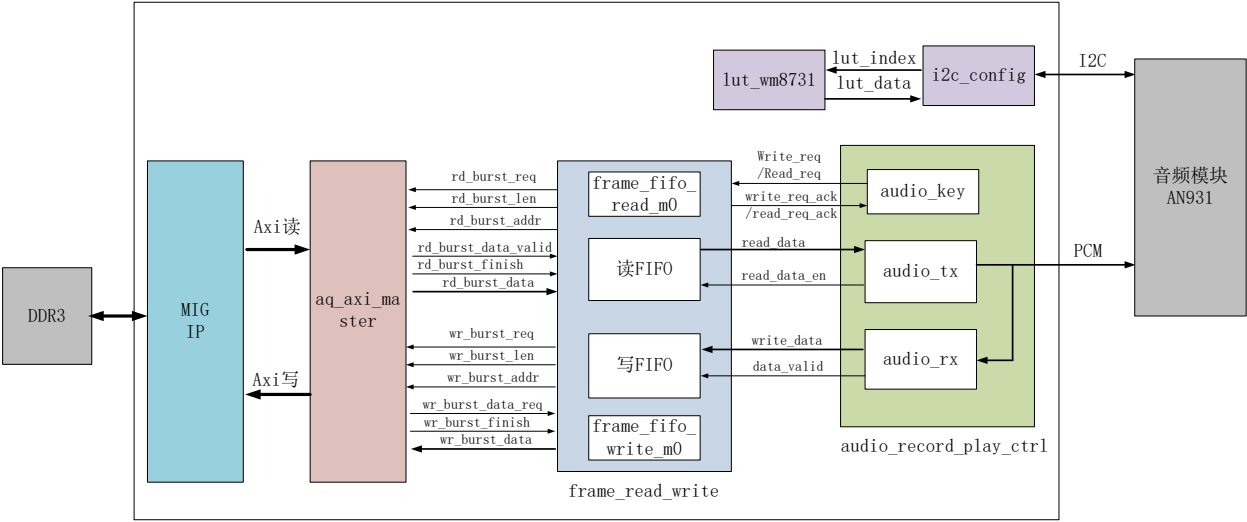 lut_wm8731
lut_index
lut_data
i2c_config
I2C
音频模块
AN931
PCM
DDR3
MIG
IP
Axi读
Axi写
aq_axi_ma
ster
rd_burst_req
rd_burst_len
rd_burst_addr
rd_burst_data_valid
rd_burst_finish
rd_burst_data
wr_burst_req
wr_burst_len
wr_burst_addr
wr_burst_data_req
wr_burst_finish
wr_burst_data
frame_fifo_
read_m0
读FIFO
写FIFO
frame_fifo_
write_m0
frame_read_write
Write_req
/Read_req
write_req_ack
/read_req_ack
read_data
read_data_en
write_data
data_valid
audio_key
audio_tx
audio_rx
audio_record_play_ctrl